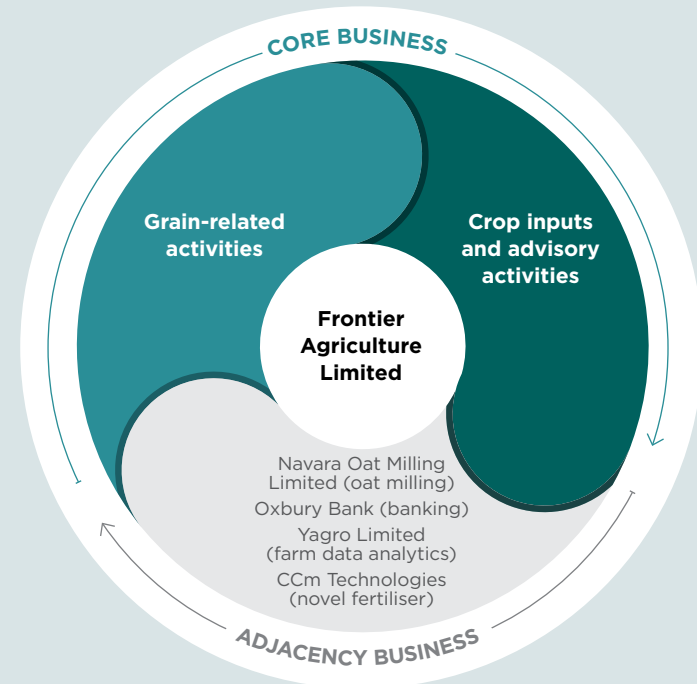 CORE BUSINESS
Grain-related
activities
Crop inputs
and advisory
activities
Frontier
Agriculture
Limited
Navara Oat Milling
Limited (oat milling)
Oxbury Bank (banking)
Yagro Limited
(farm data analytics)
CCm Technologies
(novel fertiliser)
ADJACENCY BUSINESS